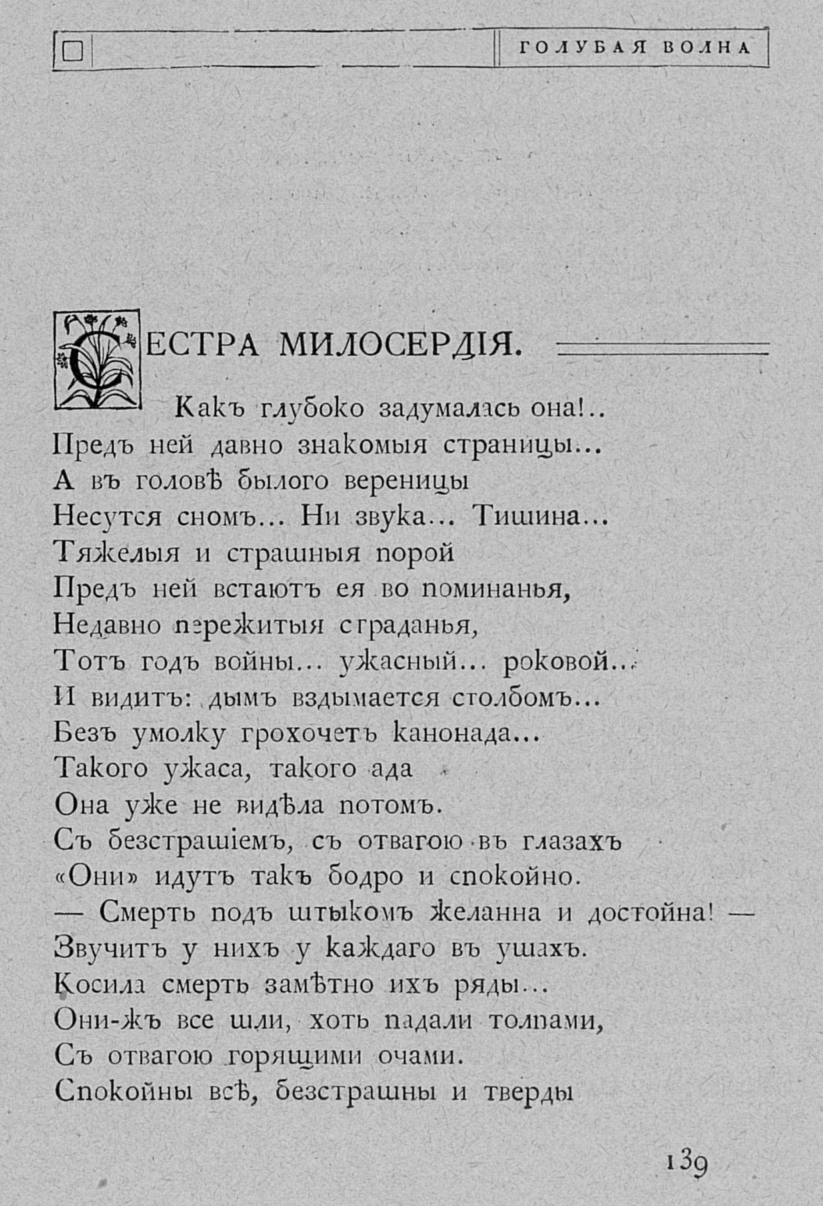 ГОЛУБАЯ ВОЛНА
СЕСТРА МИЛОСЕРДІЯ.
Какъ глубоко задумалась она!..
Предъ ней давно знакомыя страницы...
А въ головѣ былого вереницы
Несутся сномъ... Ни звука... Тишина...
Тяжелыя и страшныя порой
Предъ ней встаютъ ея во поминанья,
Недавно пережитыя страданья,
Тотъ годъ войны... ужасный... роковой...
И видитъ: дымъ вздымается столбомъ...
Безъ умолку грохочетъ канонада...
Такого ужаса, такого ада
Она уже не видѣла потомъ.
Съ безстрашіемъ, съ отвагою въ глазахъ
«Они» идутъ такъ бодро и спокойно.
— Смерть подъ штыкомъ желанна и достойна! —
Звучитъ у нихъ у каждаго въ ушахъ.
Косила смерть замѣтно ихъ ряды...
Они-жъ все шли, хоть падали толпами,
Съ отвагою горящими очами.
Спокойны всѣ, безстрашны и тверды
139